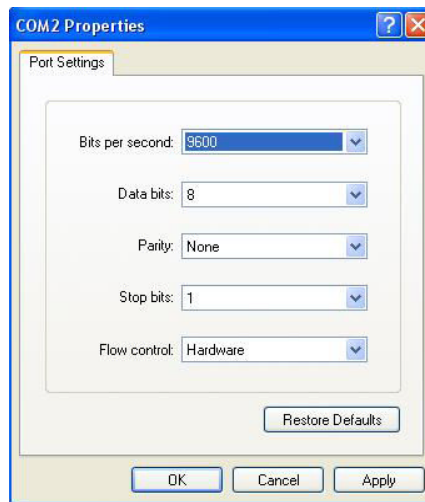 COM2 Properties
Port Settings
Bits per second: 9600
Data bits: 8
Parity: None
Stop bits: 1
Flow control: Hardware
Restore Defaults
OK Cancel Apply